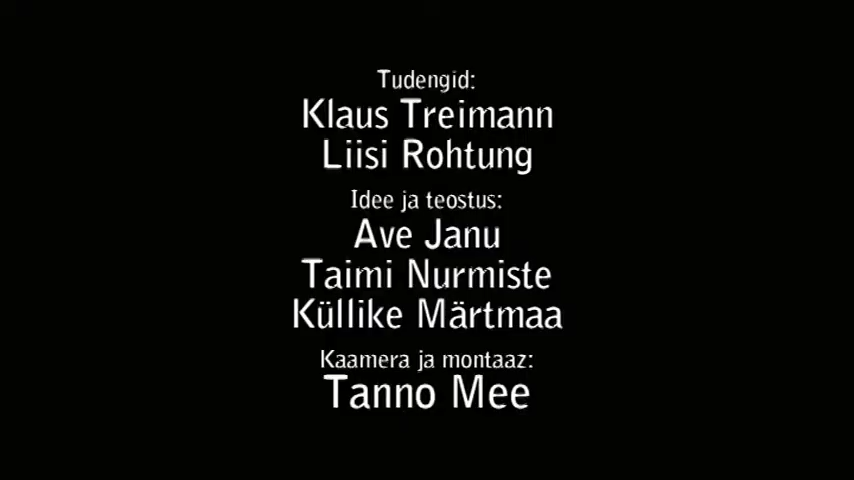 Tudengid:
Klaus Treimann
Liisi Rohtung
Idee ja teostus:
Ave Janu
Taimi Nurmiste
Küllike Märtmaa
Kaamera ja montaaz:
Tanno Mee